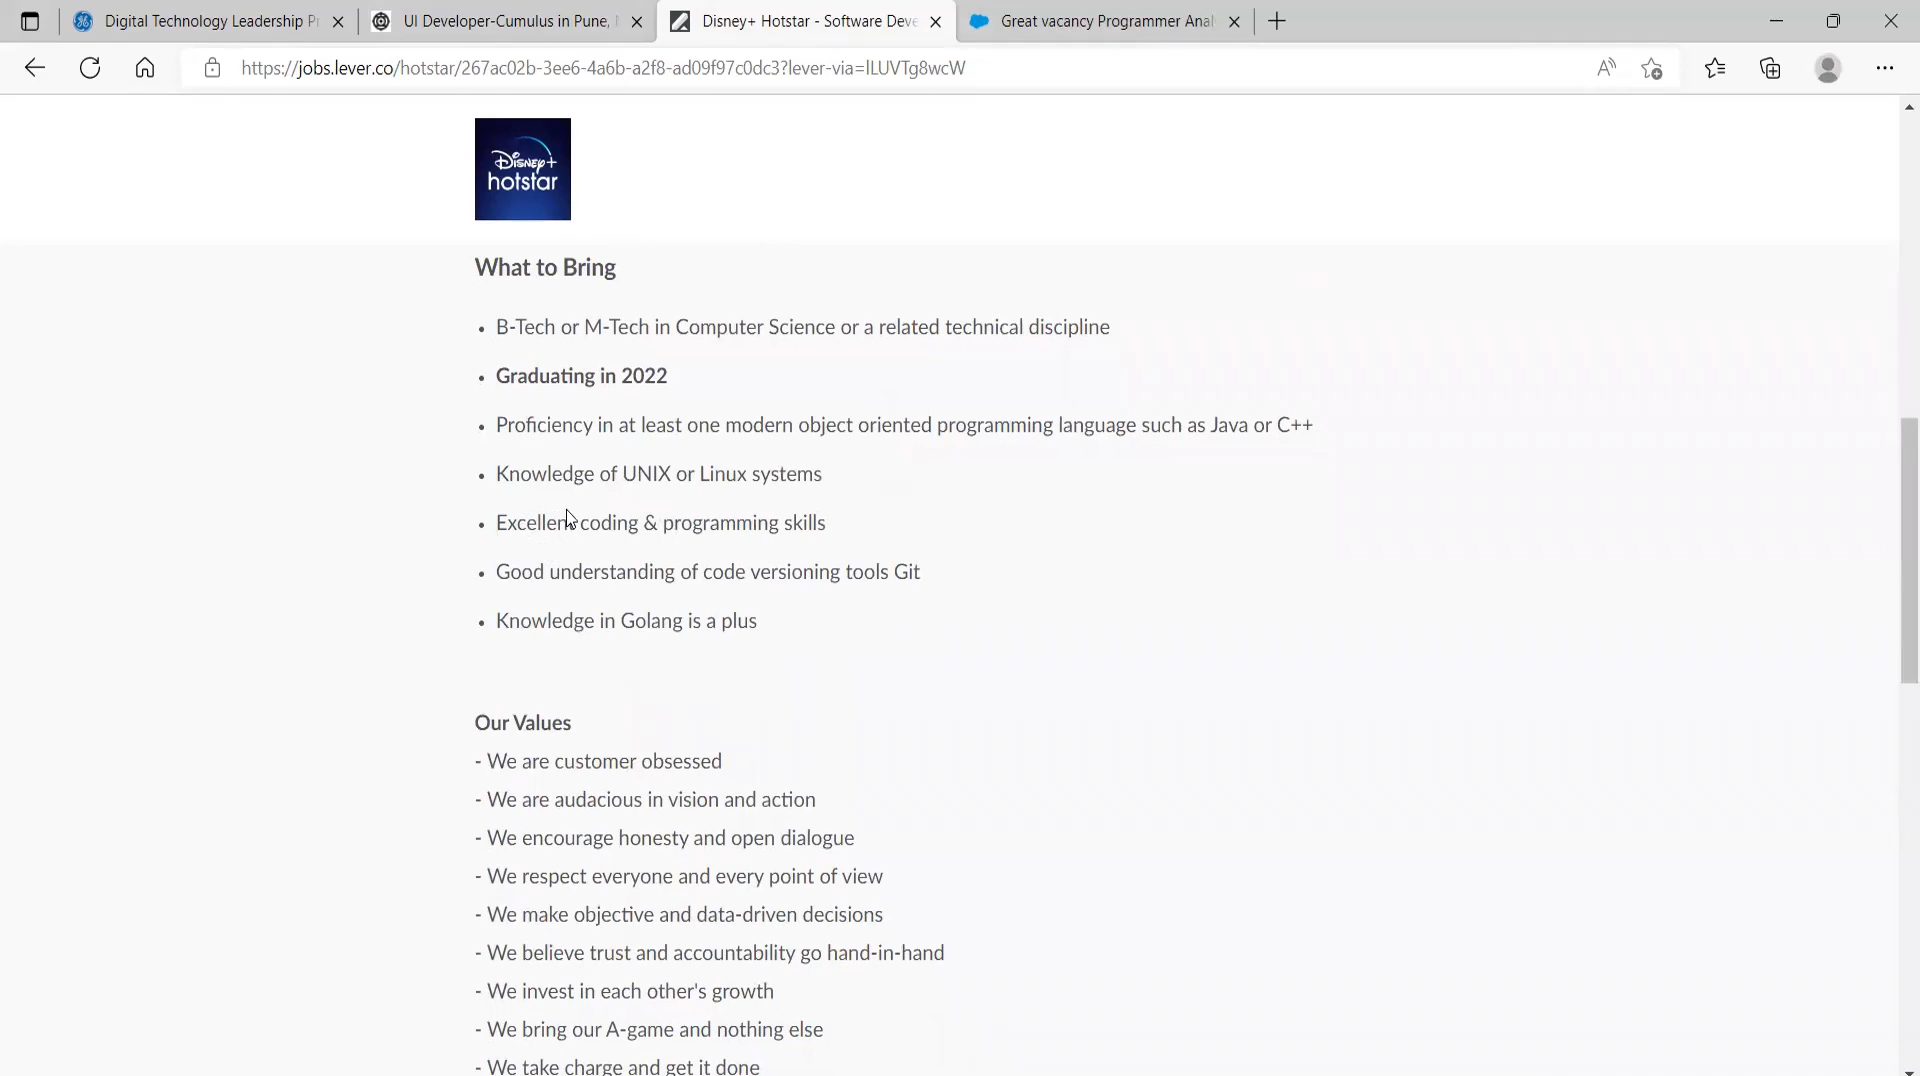 Digital Technology Leadership Pr
UI Developer-Cumulus in Pune,
Disney+ Hotstar - Software Deve
Great vacancy Programmer Anal
https://jobs.lever.co/hotstar/267ac02b-3ee6-4a6b-a2f8-ad09f97c0dc3?lever-via=lLUVTg8wcW
Disney+
hotstar
What to Bring
• B-Tech or M-Tech in Computer Science or a related technical discipline
• Graduating in 2022
• Proficiency in at least one modern object oriented programming language such as Java or C++
• Knowledge of UNIX or Linux systems
• Excellent coding & programming skills
• Good understanding of code versioning tools Git
• Knowledge in Golang is a plus
Our Values
- We are customer obsessed
- We are audacious in vision and action
- We encourage honesty and open dialogue
- We respect everyone and every point of view
- We make objective and data-driven decisions
- We believe trust and accountability go hand-in-hand
- We invest in each other's growth
- We bring our A-game and nothing else
- We take charge and get it done